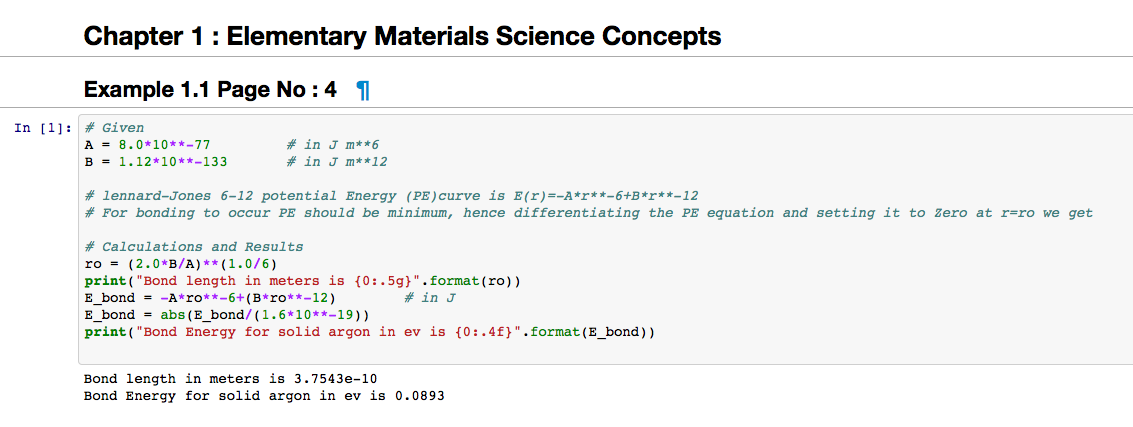 Chapter 1 : Elementary Materials Science Concepts
Example 1.1 Page No : 4 ¶
In [1]: # Given
A = 8.0*10**-77         # in J m**6
B = 1.12*10**-133       # in J m**12

# lennard-Jones 6-12 potential Energy (PE)curve is E(r)=-A*r**-6+B*r**-12
# For bonding to occur PE should be minimum, hence differentiating the PE equation and setting it to Zero at r=ro we get

# Calculations and Results
ro = (2.0*B/A)**(1.0/6)
print("Bond length in meters is {0:.5g}".format(ro))
E_bond = -A*ro**-6+(B*ro**-12)        # in J
E_bond = abs(E_bond/(1.6*10**-19))
print("Bond Energy for solid argon in ev is {0:.4f}".format(E_bond))
Bond length in meters is 3.7543e-10
Bond Energy for solid argon in ev is 0.0893